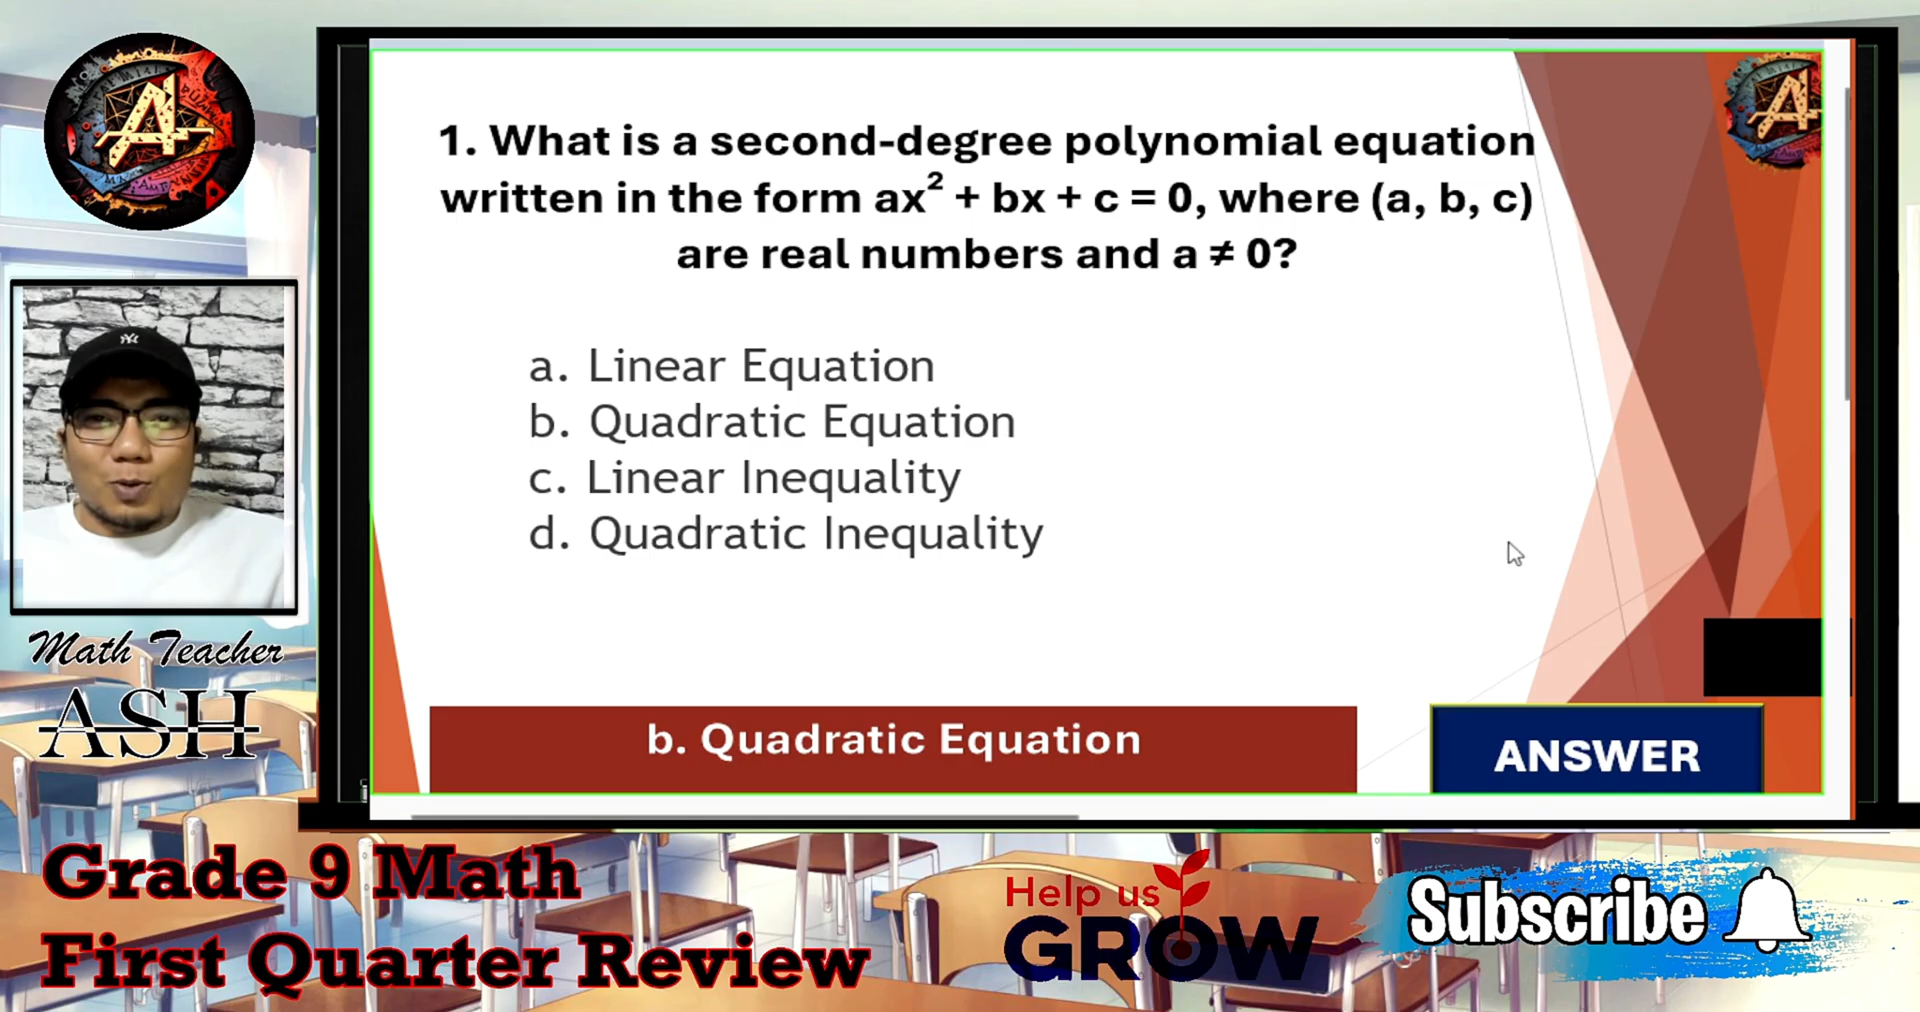 1. What is a second-degree polynomial equation
written in the form ax² + bx + c = 0, where (a, b, c)
are real numbers and a ≠ 0?
a. Linear Equation
b. Quadratic Equation
c. Linear Inequality
d. Quadratic Inequality
b. Quadratic Equation
ANSWER
Math Teacher
ASH
Grade 9 Math
First Quarter Review
Help us
GROW
Subscribe